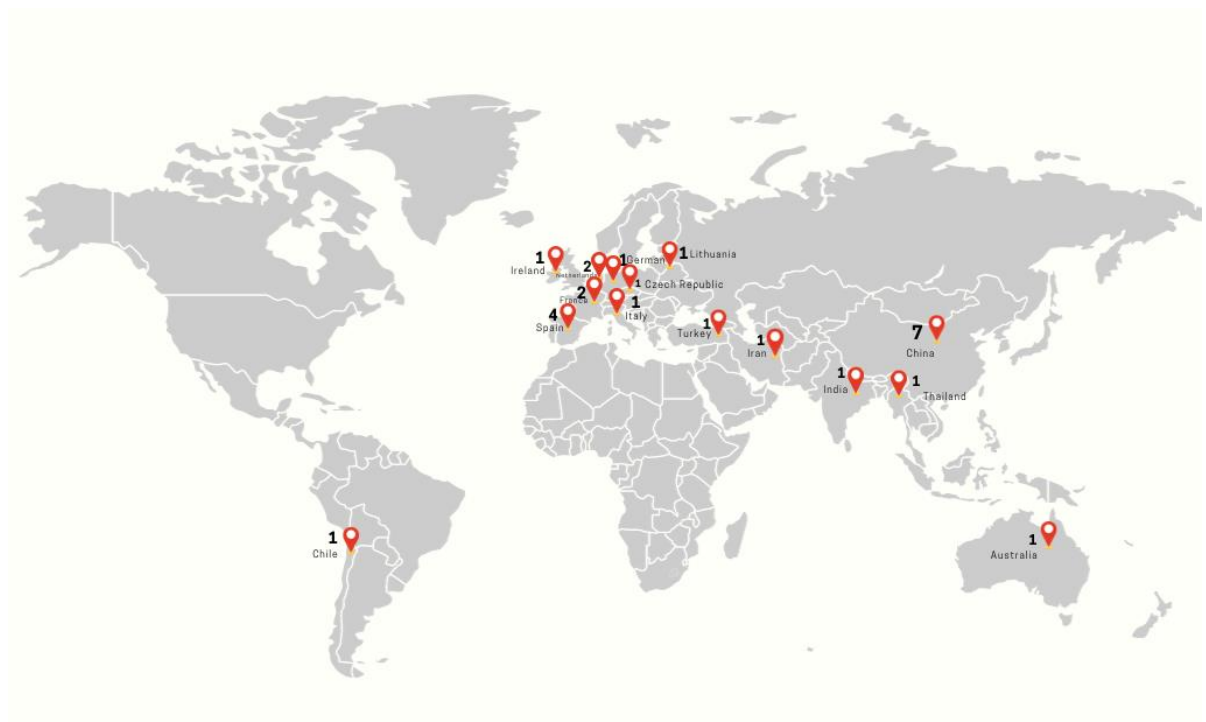 1
Ireland
2
Netherlands
1
German
1
Lithuania
1
Czech Republic
2
France
1
Italy
4
Spain
1
Turkey
1
Iran
7
China
1
India
1
Thailand
1
Chile
1
Australia